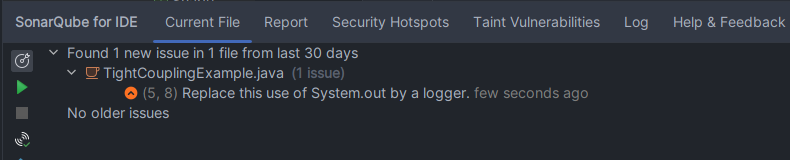 SonarQube for IDE Current File Report Security Hotspots Taint Vulnerabilities Log Help & Feedback
Found 1 new issue in 1 file from last 30 days
TightCouplingExample.java (1 issue)
(5, 8) Replace this use of System.out by a logger. few seconds ago
No older issues